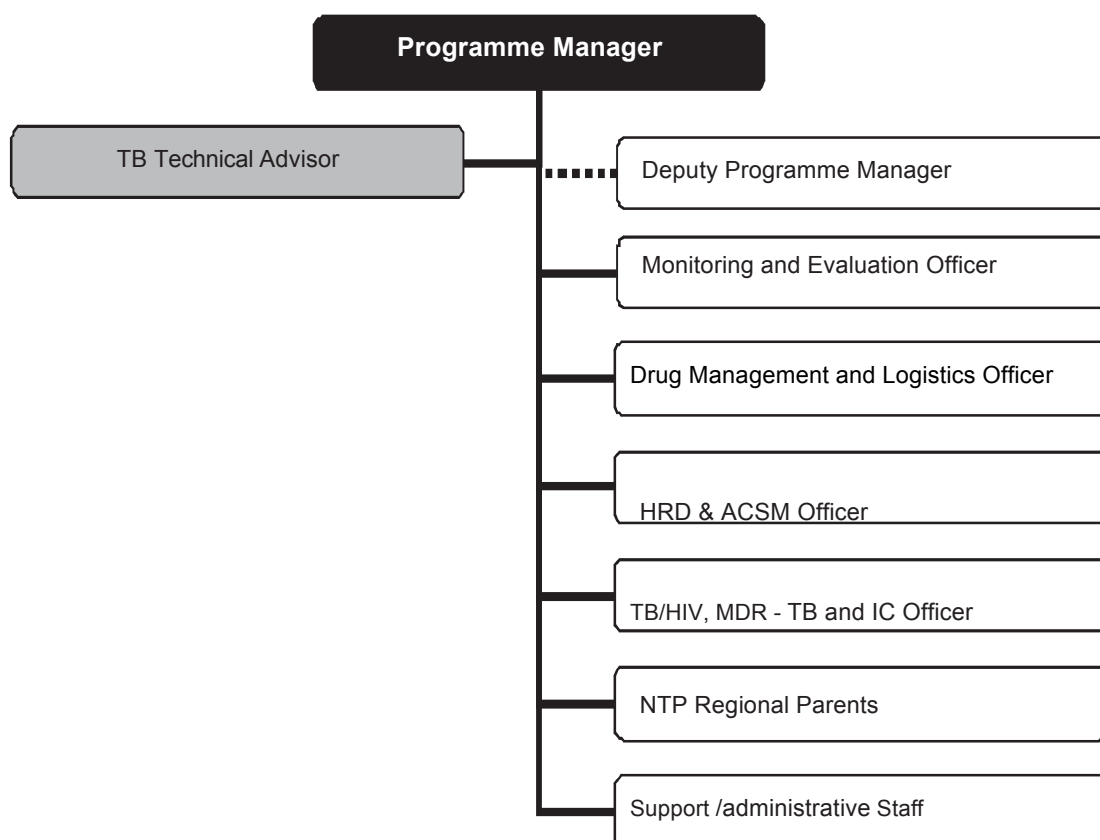 Programme Manager
TB Technical Advisor
Deputy Programme Manager
Monitoring and Evaluation Officer
Drug Management and Logistics Officer
HRD & ACSM Officer
TB/HIV, MDR - TB and IC Officer
NTP Regional Parents
Support /administrative Staff